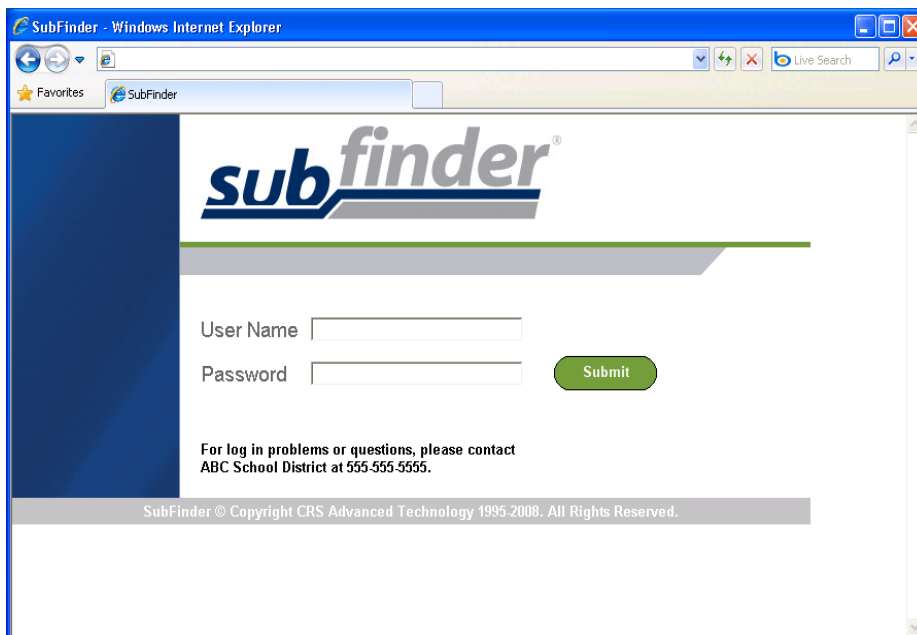 SubFinder - Windows Internet Explorer
Live Search
Favorites
SubFinder
subfinder®
User Name
Password
Submit
For log in problems or questions, please contact
ABC School District at 555-555-5555.
SubFinder © Copyright CRS Advanced Technology 1995-2008. All Rights Reserved.